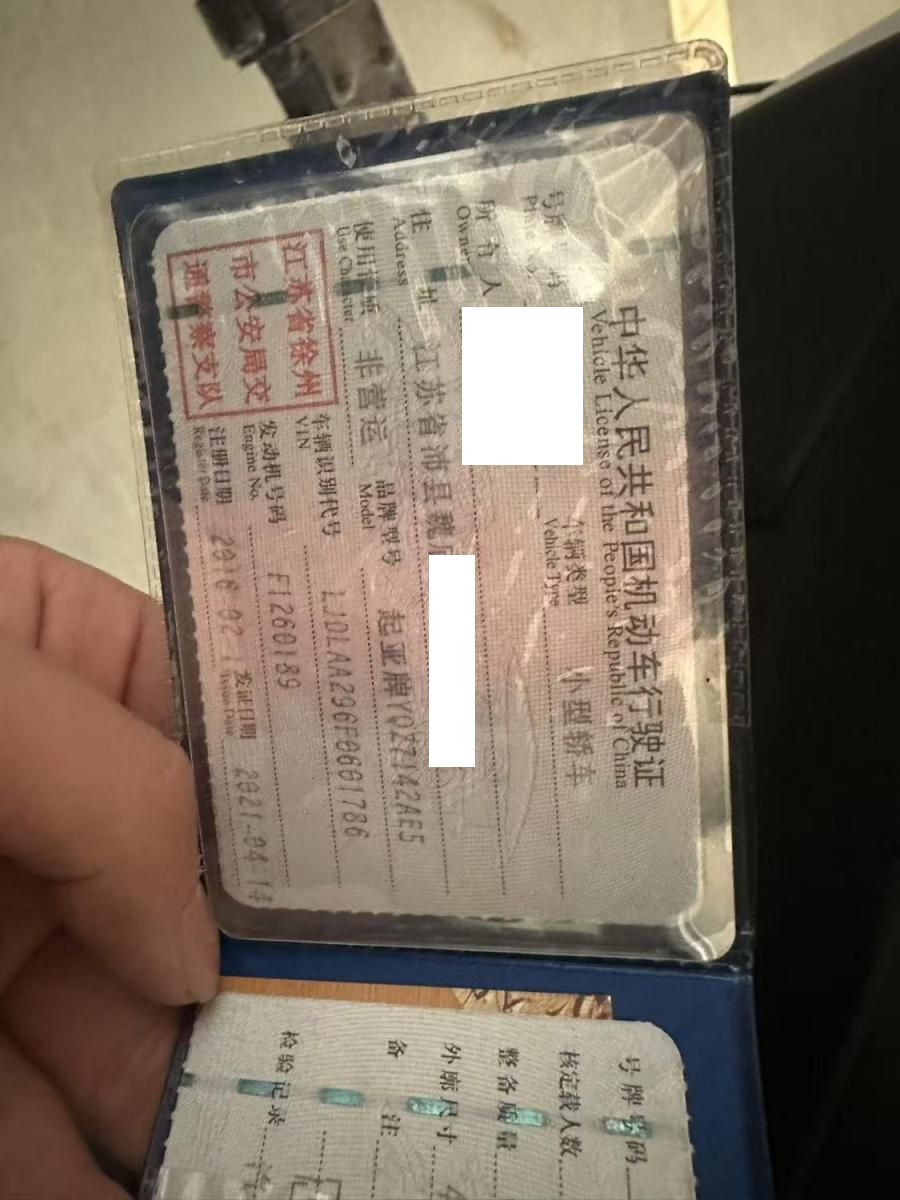 中华人民共和国机动车行驶证
Vehicle License of the People's Republic of China
号牌号码
Plate No.
车辆类型 小型轿车
Vehicle Type
所有人
Owner
住址 江苏省沛县魏
Address
使用性质 非营运
Use Character
品牌型号 起亚牌YQZ7142AE5
Model
江苏省徐州
市公安局交
通警察支队
车辆识别代号 LJDLAA296F0601786
VIN
发动机号码 F1260189
Engine No.
注册日期 2016-02-1
Register Date
发证日期 2021-04-14
Issue Date
号牌号码
核定载人数
整备质量
外廓尺寸
备注
检验记录